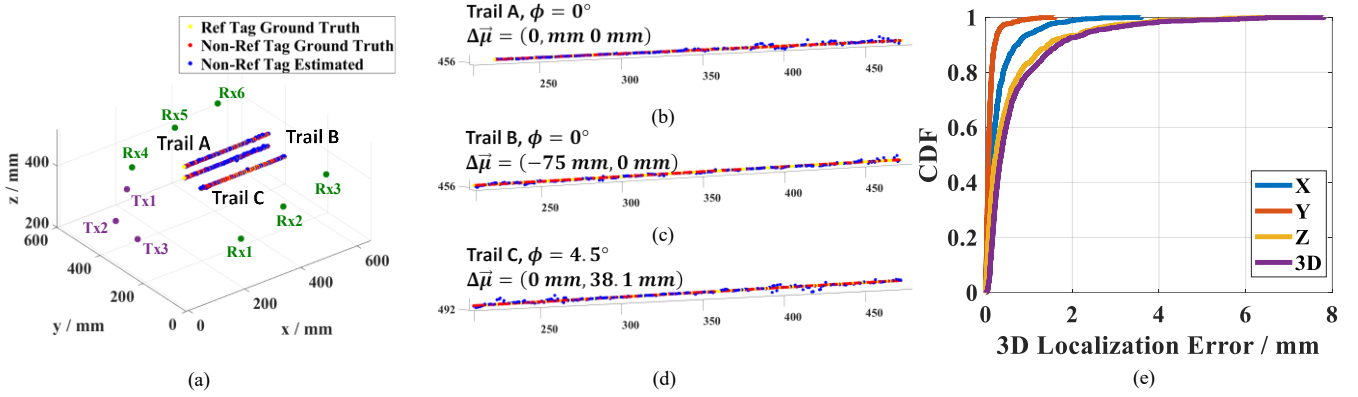 Ref Tag Ground Truth
Non-Ref Tag Ground Truth
Non-Ref Tag Estimated
Rx6
Rx5
Trail A
Trail B
Rx4
Rx3
Tx1
Trail C
Tx2
Rx2
Tx3
Rx1
z / mm
400
200
600
400
200
0
y / mm
0
200
400
600
x / mm
(a)
Trail A, ϕ = 0°
Δμ⃗ = (0, mm 0 mm)
456
250
300
350
400
450
(b)
Trail B, ϕ = 0°
Δμ⃗ = (−75 mm, 0 mm)
456
250
300
350
400
450
(c)
Trail C, ϕ = 4.5°
Δμ⃗ = (0 mm, 38.1 mm)
492
250
300
350
400
450
(d)
CDF
1
0.8
0.6
0.4
0.2
0
0
2
4
6
8
X
Y
Z
3D
3D Localization Error / mm
(e)